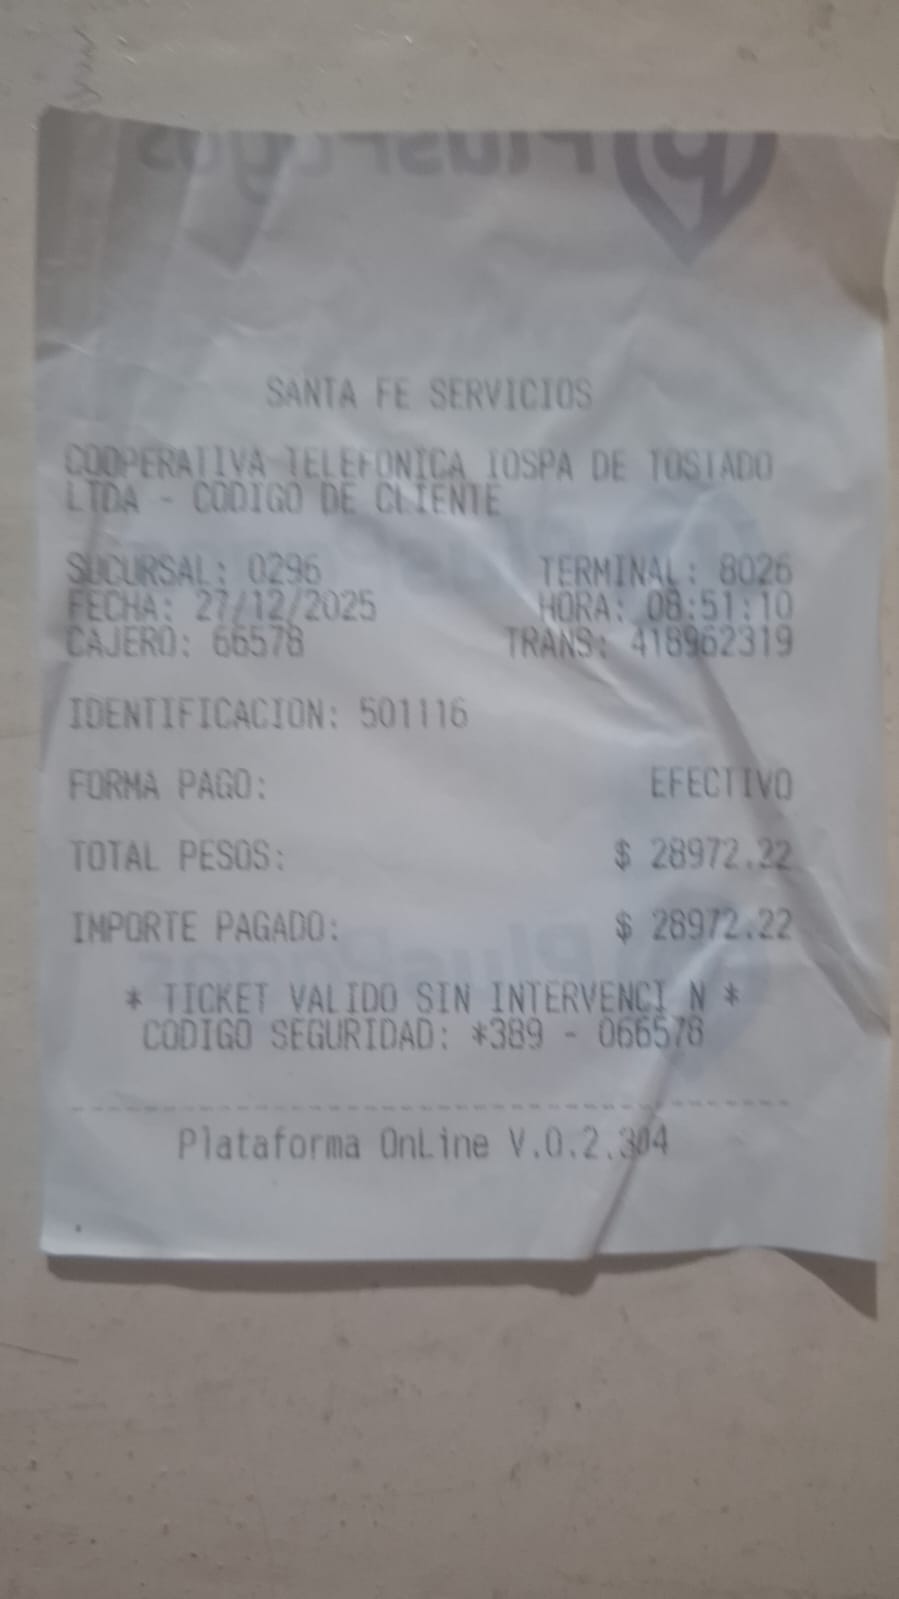 SANTA FE SERVICIOS
COOPERATIVA TELEFONICA IOSPA DE TOSTADO
LTDA - CODIGO DE CLIENTE
SUCURSAL: 0296 TERMINAL: 8026
FECHA: 27/12/2025 HORA: 08:51:10
CAJERO: 66578 TRANS: 418962319
IDENTIFICACION: 501116
FORMA PAGO: EFECTIVO
TOTAL PESOS: $ 28972.22
IMPORTE PAGADO: $ 28972.22
* TICKET VALIDO SIN INTERVENCI N *
CODIGO SEGURIDAD: *389 - 066578
Plataforma OnLine V.0.2.304